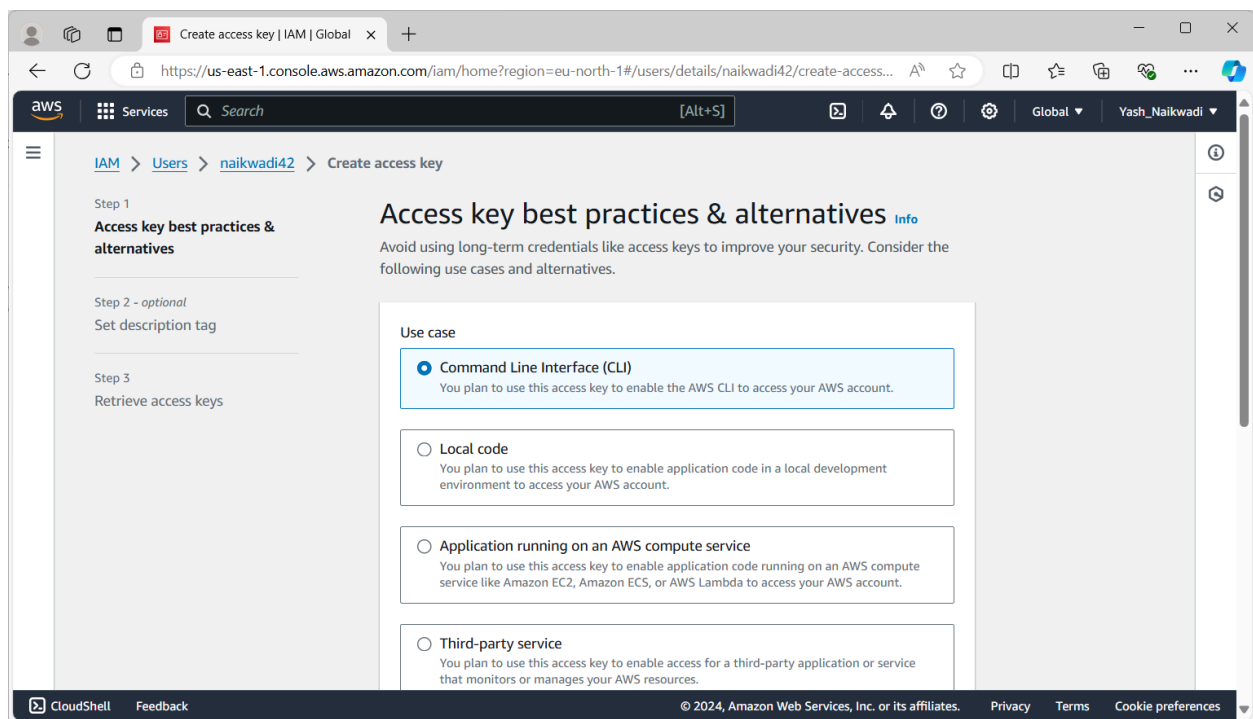 Create access key | IAM | Global
https://us-east-1.console.aws.amazon.com/iam/home?region=eu-north-1#/users/details/naikwadi42/create-access...
aws
Services
Search
[Alt+S]
Global
Yash_Naikwadi
IAM > Users > naikwadi42 > Create access key
Step 1
Access key best practices &
alternatives
Step 2 - optional
Set description tag
Step 3
Retrieve access keys
Access key best practices & alternatives Info
Avoid using long-term credentials like access keys to improve your security. Consider the
following use cases and alternatives.
Use case
Command Line Interface (CLI)
You plan to use this access key to enable the AWS CLI to access your AWS account.
Local code
You plan to use this access key to enable application code in a local development
environment to access your AWS account.
Application running on an AWS compute service
You plan to use this access key to enable application code running on an AWS compute
service like Amazon EC2, Amazon ECS, or AWS Lambda to access your AWS account.
Third-party service
You plan to use this access key to enable access for a third-party application or service
that monitors or manages your AWS resources.
CloudShell
Feedback
© 2024, Amazon Web Services, Inc. or its affiliates.
Privacy
Terms
Cookie preferences